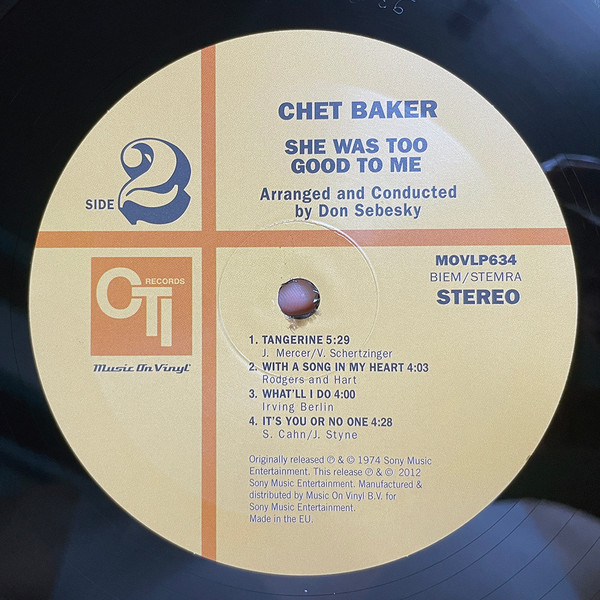 CHET BAKER
SHE WAS TOO
GOOD TO ME
Arranged and Conducted
by Don Sebesky
SIDE 2
MOVLP634
BIEM/STEMRA
STEREO
CTI RECORDS
Music On Vinyl
1. TANGERINE 5:29
J. Mercer/V. Schertzinger
2. WITH A SONG IN MY HEART 4:03
Rodgers and Hart
3. WHAT'LL I DO 4:00
Irving Berlin
4. IT'S YOU OR NO ONE 4:28
S. Cahn/J. Styne
Originally released ℗ & © 1974 Sony Music
Entertainment. This release ℗ & © 2012
Sony Music Entertainment. Manufactured &
distributed by Music On Vinyl B.V. for
Sony Music Entertainment.
Made in the EU.